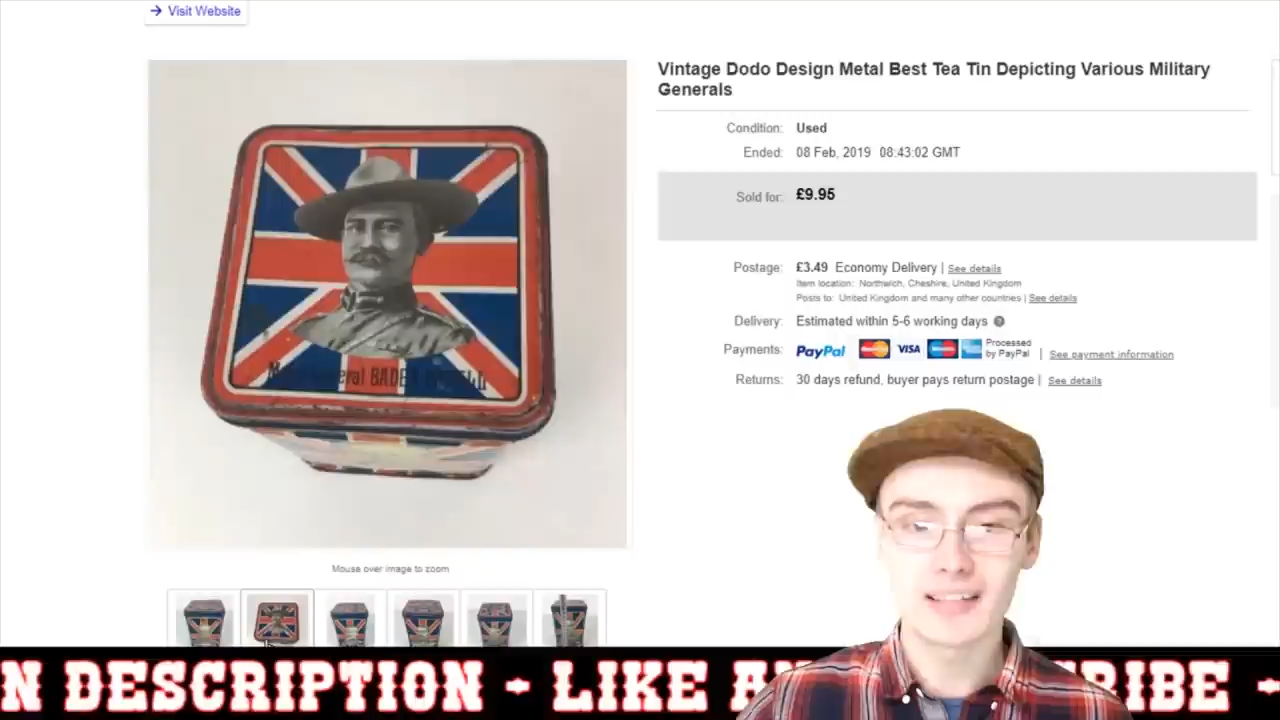 → Visit Website
Vintage Dodo Design Metal Best Tea Tin Depicting Various Military
Generals
Condition: Used
Ended: 08 Feb, 2019 08:43:02 GMT
Sold for: £9.95
Postage: £3.49 Economy Delivery | See details
Item location: Northwich, Cheshire, United Kingdom
Posts to: United Kingdom and many other countries | See details
Delivery: Estimated within 5-6 working days
Payments: PayPal MasterCard VISA Processed
by PayPal | See payment information
Returns: 30 days refund, buyer pays return postage | See details
Mouse over image to zoom
N DESCRIPTION - LIKE A RIBE -